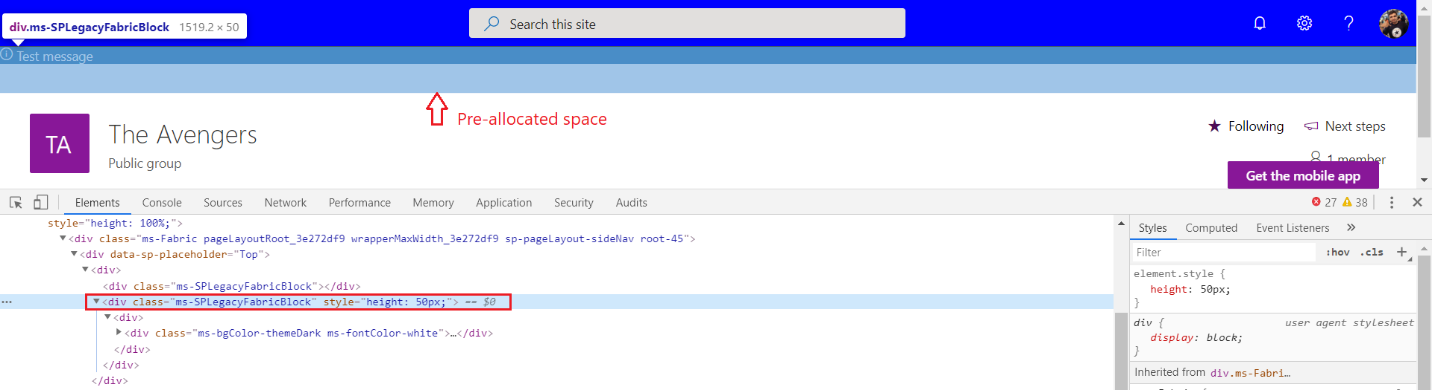 div.ms-SPLegacyFabricBlock 1519.2 × 50
Search this site
?
Test message
Pre-allocated space
TA
The Avengers
Public group
★ Following Next steps
1 member
Get the mobile app
Elements Console Sources Network Performance Memory Application Security Audits 27 38
style="height: 100%;">
▼<div class="ms-Fabric pageLayoutRoot_3e272df9 wrapperMaxWidth_3e272df9 sp-pageLayout-sideNav root-45">
▼<div data-sp-placeholder="Top">
▼<div>
<div class="ms-SPLegacyFabricBlock"></div>
… ▼<div class="ms-SPLegacyFabricBlock" style="height: 50px;"> == $0
▼<div>
▶<div class="ms-bgColor-themeDark ms-fontColor-white">…</div>
</div>
</div>
</div>
Styles Computed Event Listeners »
Filter :hov .cls +
element.style {
height: 50px;
}
div { user agent stylesheet
display: block;
}
Inherited from div.ms-Fabri…